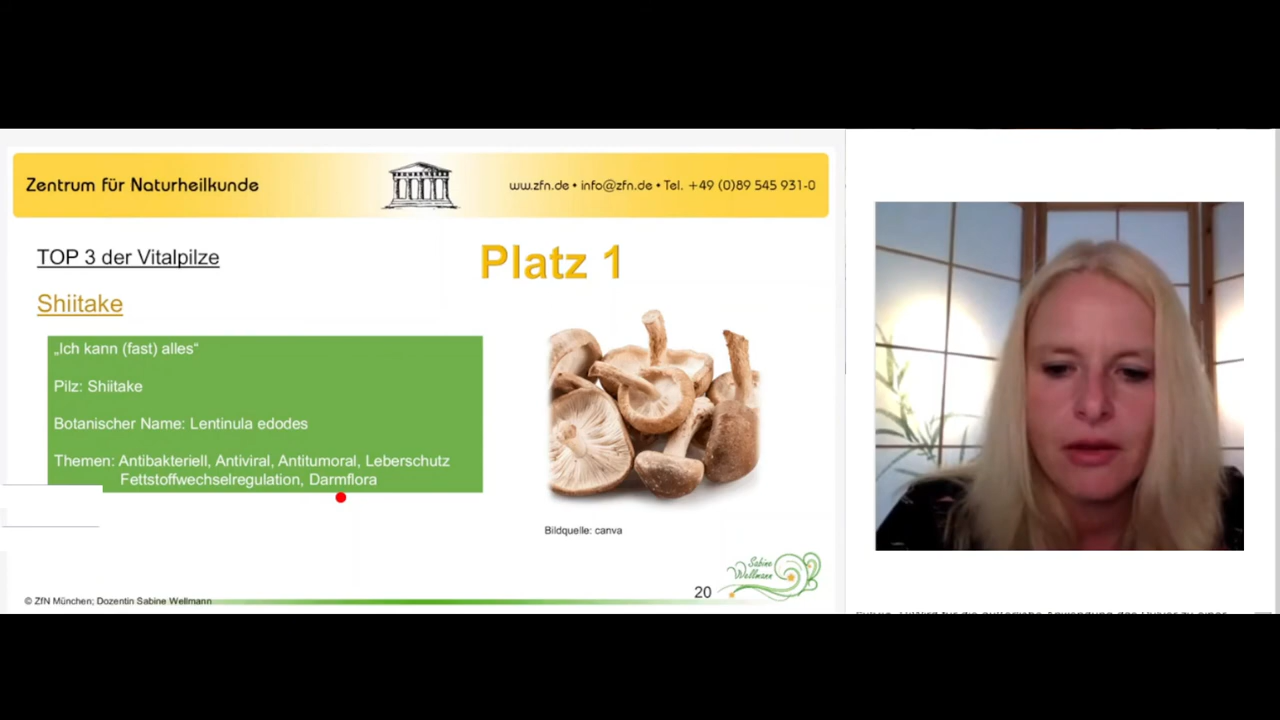 Zentrum für Naturheilkunde
ww.zfn.de • info@zfn.de • Tel. +49 (0)89 545 931-0
TOP 3 der Vitalpilze
Platz 1
Shiitake
„Ich kann (fast) alles“
Pilz: Shiitake
Botanischer Name: Lentinula edodes
Themen: Antibakteriell, Antiviral, Antitumoral, Leberschutz
Fettstoffwechselregulation, Darmflora
Bildquelle: canva
Sabine
Wellmann
20
© ZfN München; Dozentin Sabine Wellmann